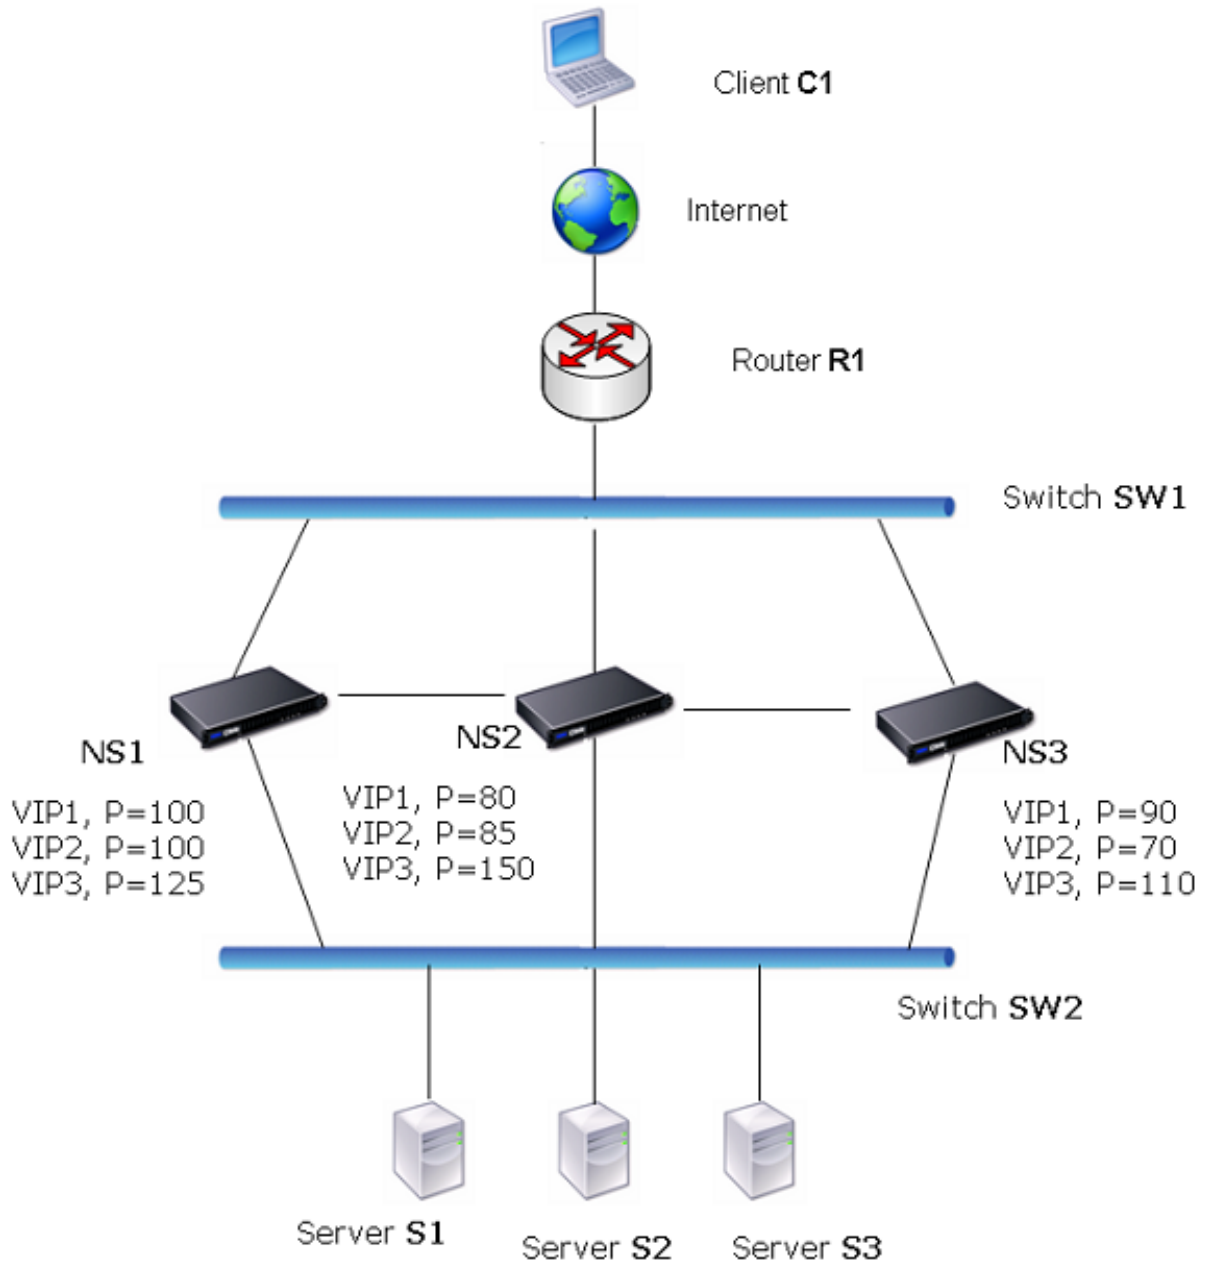 Client C1
Internet
Router R1
Switch SW1
NS1
VIP1, P=100
VIP2, P=100
VIP3, P=125
NS2
VIP1, P=80
VIP2, P=85
VIP3, P=150
NS3
VIP1, P=90
VIP2, P=70
VIP3, P=110
Switch SW2
Server S1
Server S2
Server S3